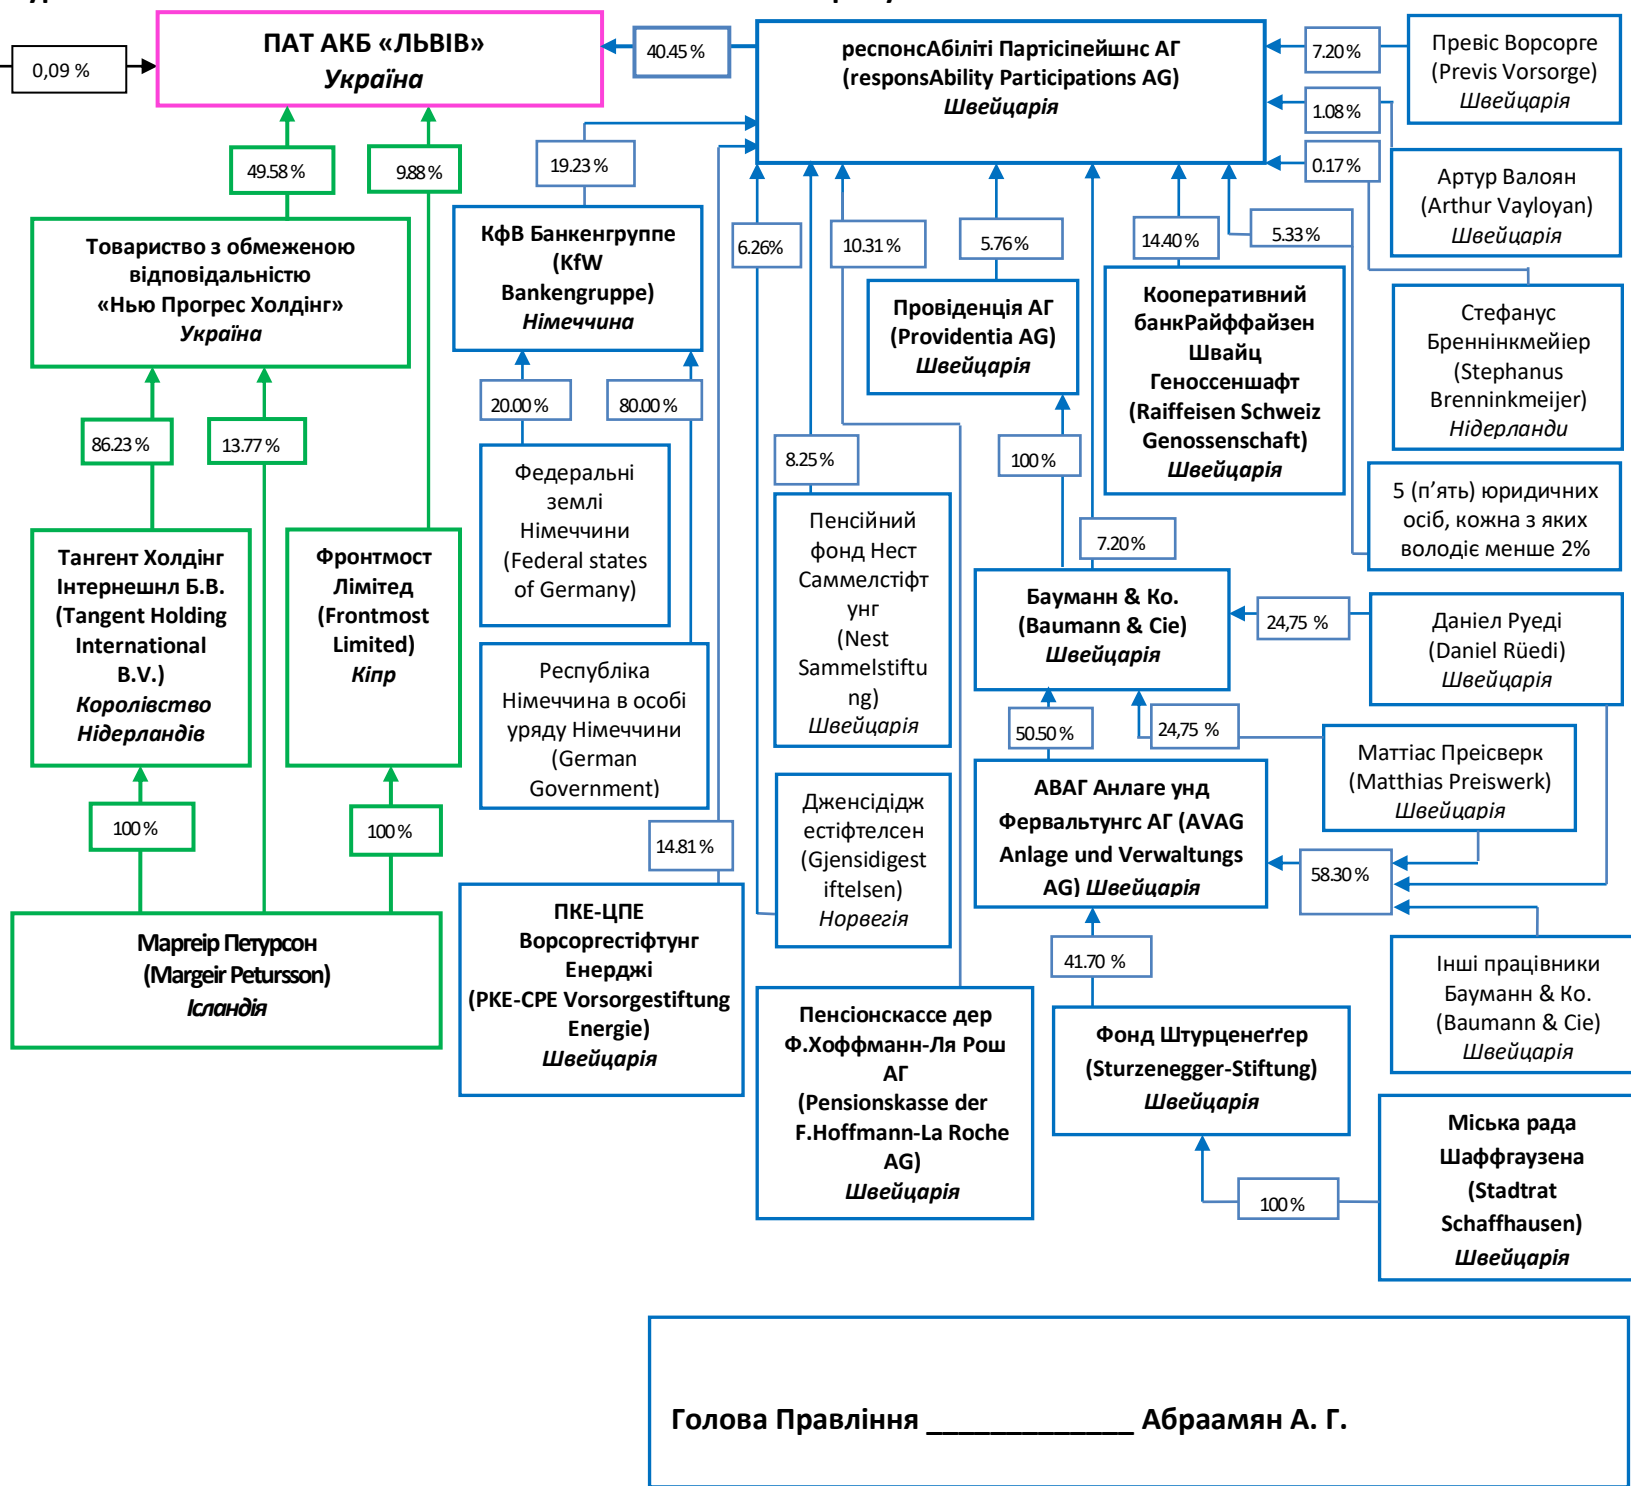 ПАТ АКБ «ЛЬВІВ»
Україна
0,09 %
40.45 %
респонсАбіліті Партісіпейшнс АГ
(responsAbility Participations AG)
Швейцарія
7.20 %
Превіс Ворсорге
(Previs Vorsorge)
Швейцарія
1.08 %
0.17 %
Артур Валоян
(Arthur Vayloyan)
Швейцарія
49.58 %
9.88 %
19.23 %
Товариство з обмеженою
відповідальністю
«Нью Прогрес Холдінг»
Україна
КфВ Банкенгруппе
(KfW
Bankengruppe)
Німеччина
6.26%
10.31 %
5.76 %
14.40 %
5.33 %
Провіденція АГ
(Providentia AG)
Швейцарія
Кооперативний
банкРайффайзен
Швайц
Геноссеншафт
(Raiffeisen Schweiz
Genossenschaft)
Швейцарія
Стефанус
Бреннінкмейієр
(Stephanus
Brenninkmeijer)
Нідерланди
86.23 %
13.77 %
20.00 %
80.00 %
8.25 %
100 %
5 (п’ять) юридичних
осіб, кожна з яких
володіє менше 2%
Федеральні
землі
Німеччини
(Federal states
of Germany)
Пенсійний
фонд Нест
Саммелстіфт
унг
(Nest
Sammelstiftu
ng)
Швейцарія
7.20 %
Тангент Холдінг
Інтернешнл Б.В.
(Tangent Holding
International
B.V.)
Королівство
Нідерландів
Фронтмост
Лімітед
(Frontmost
Limited)
Кіпр
Бауманн & Ко.
(Baumann & Cie)
Швейцарія
24,75 %
Даніел Руеді
(Daniel Rüedi)
Швейцарія
Республіка
Німеччина в особі
уряду Німеччини
(German
Government)
50.50 %
24,75 %
Маттіас Преісверк
(Matthias Preiswerk)
Швейцарія
100 %
100 %
14.81 %
Дженсідідж
естіфтелсен
(Gjensidigest
iftelsen)
Норвегія
АВАГ Анлаге унд
Фервальтунгс АГ (AVAG
Anlage und Verwaltungs
AG) Швейцарія
58.30 %
Маргеір Петурсон
(Margeir Petursson)
Ісландія
ПКЕ-ЦПЕ
Ворсоргестіфтунг
Енерджі
(PKE-CPE Vorsorgestiftung
Energie)
Швейцарія
41.70 %
Інші працівники
Бауманн & Ко.
(Baumann & Cie)
Швейцарія
Пенсіонскассе дер
Ф.Хоффманн-Ля Рош
АГ
(Pensionskasse der
F.Hoffmann-La Roche
AG)
Швейцарія
Фонд Штурценеґґер
(Sturzenegger-Stiftung)
Швейцарія
100 %
Міська рада
Шаффгаузена
(Stadtrat
Schaffhausen)
Швейцарія
Голова Правління _____________ Абраамян А. Г.